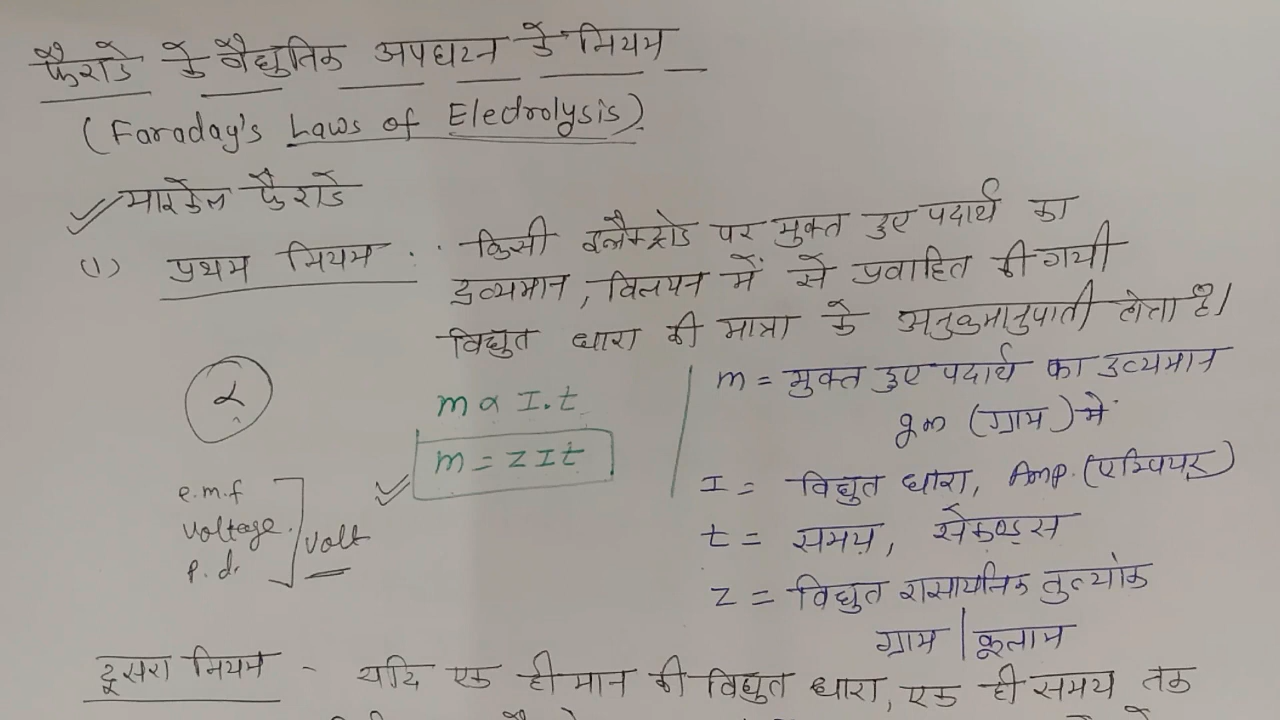 फैराडे के वैद्युतिक अपघटन के नियम
(Faraday's Laws of Electrolysis)
माईकेल फैराडे
(1) प्रथम नियम : किसी इलैक्ट्रोड पर मुक्त हुए पदार्थ का
द्रव्यमान, विलयन में से प्रवाहित की गयी
विद्युत धारा की मात्रा के अनुक्रमानुपाती होता है।
α
m α I.t
m = ZIt
e.m.f
voltage
p.d.
volt
m = मुक्त हुए पदार्थ का द्रव्यमान
gm (ग्राम) में
I = विद्युत धारा, Amp. (एम्पियर)
t = समय, सेकण्ड्स
Z = विद्युत रासायनिक तुल्यांक
ग्राम / कूलाम
दूसरा नियम - यदि एक ही मान की विद्युत धारा, एक ही समय तक